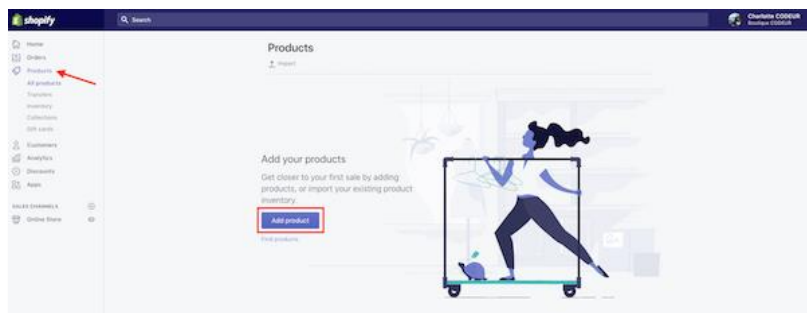 shopify
Search
Charlotte CODEUR
Boutique CODEUR
Home
Orders
Products
All products
Transfers
Inventory
Collections
Gift cards
Customers
Analytics
Discounts
Apps
SALES CHANNELS
Online Store
Products
Import
Add your products
Get closer to your first sale by adding
products, or import your existing product
inventory.
Add product
Find products